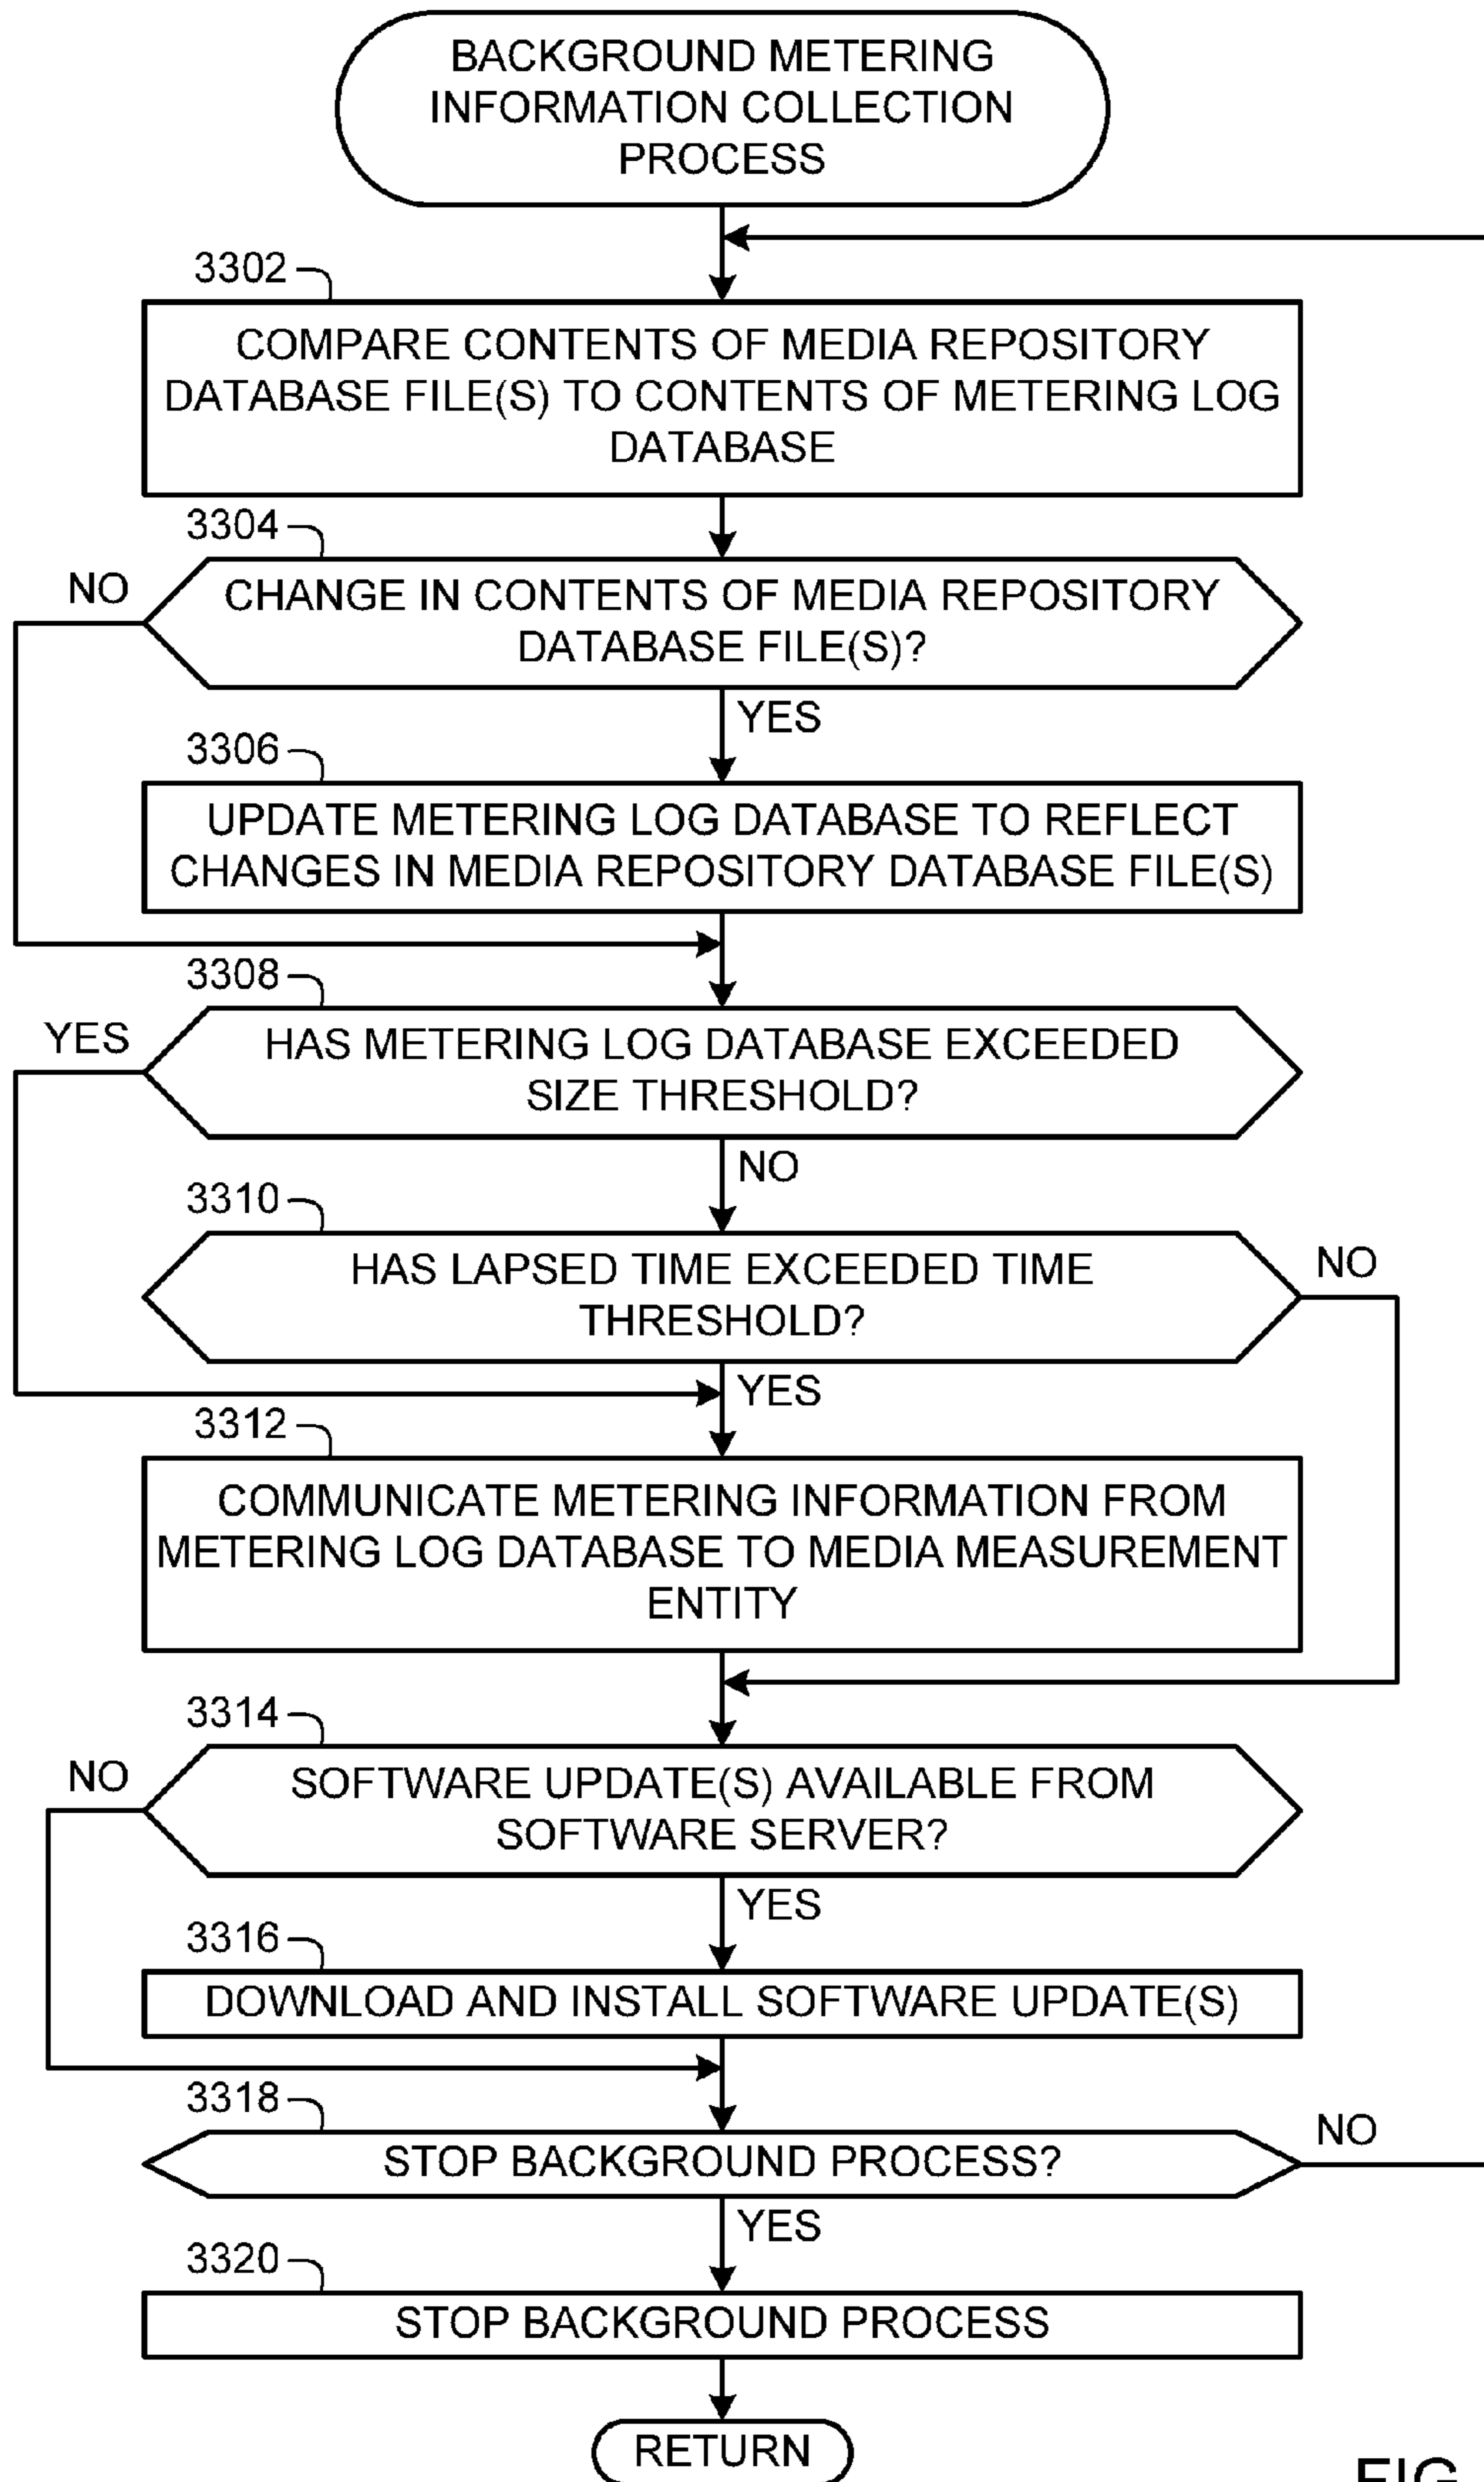 BACKGROUND METERING
INFORMATION COLLECTION
PROCESS
3302
COMPARE CONTENTS OF MEDIA REPOSITORY
DATABASE FILE(S) TO CONTENTS OF METERING LOG
DATABASE
3304
NO
CHANGE IN CONTENTS OF MEDIA REPOSITORY
DATABASE FILE(S)?
YES
3306
UPDATE METERING LOG DATABASE TO REFLECT
CHANGES IN MEDIA REPOSITORY DATABASE FILE(S)
3308
YES
HAS METERING LOG DATABASE EXCEEDED
SIZE THRESHOLD?
NO
3310
HAS LAPSED TIME EXCEEDED TIME
THRESHOLD?
NO
YES
3312
COMMUNICATE METERING INFORMATION FROM
METERING LOG DATABASE TO MEDIA MEASUREMENT
ENTITY
3314
NO
SOFTWARE UPDATE(S) AVAILABLE FROM
SOFTWARE SERVER?
YES
3316
DOWNLOAD AND INSTALL SOFTWARE UPDATE(S)
3318
STOP BACKGROUND PROCESS?
NO
YES
3320
STOP BACKGROUND PROCESS
RETURN
FIG